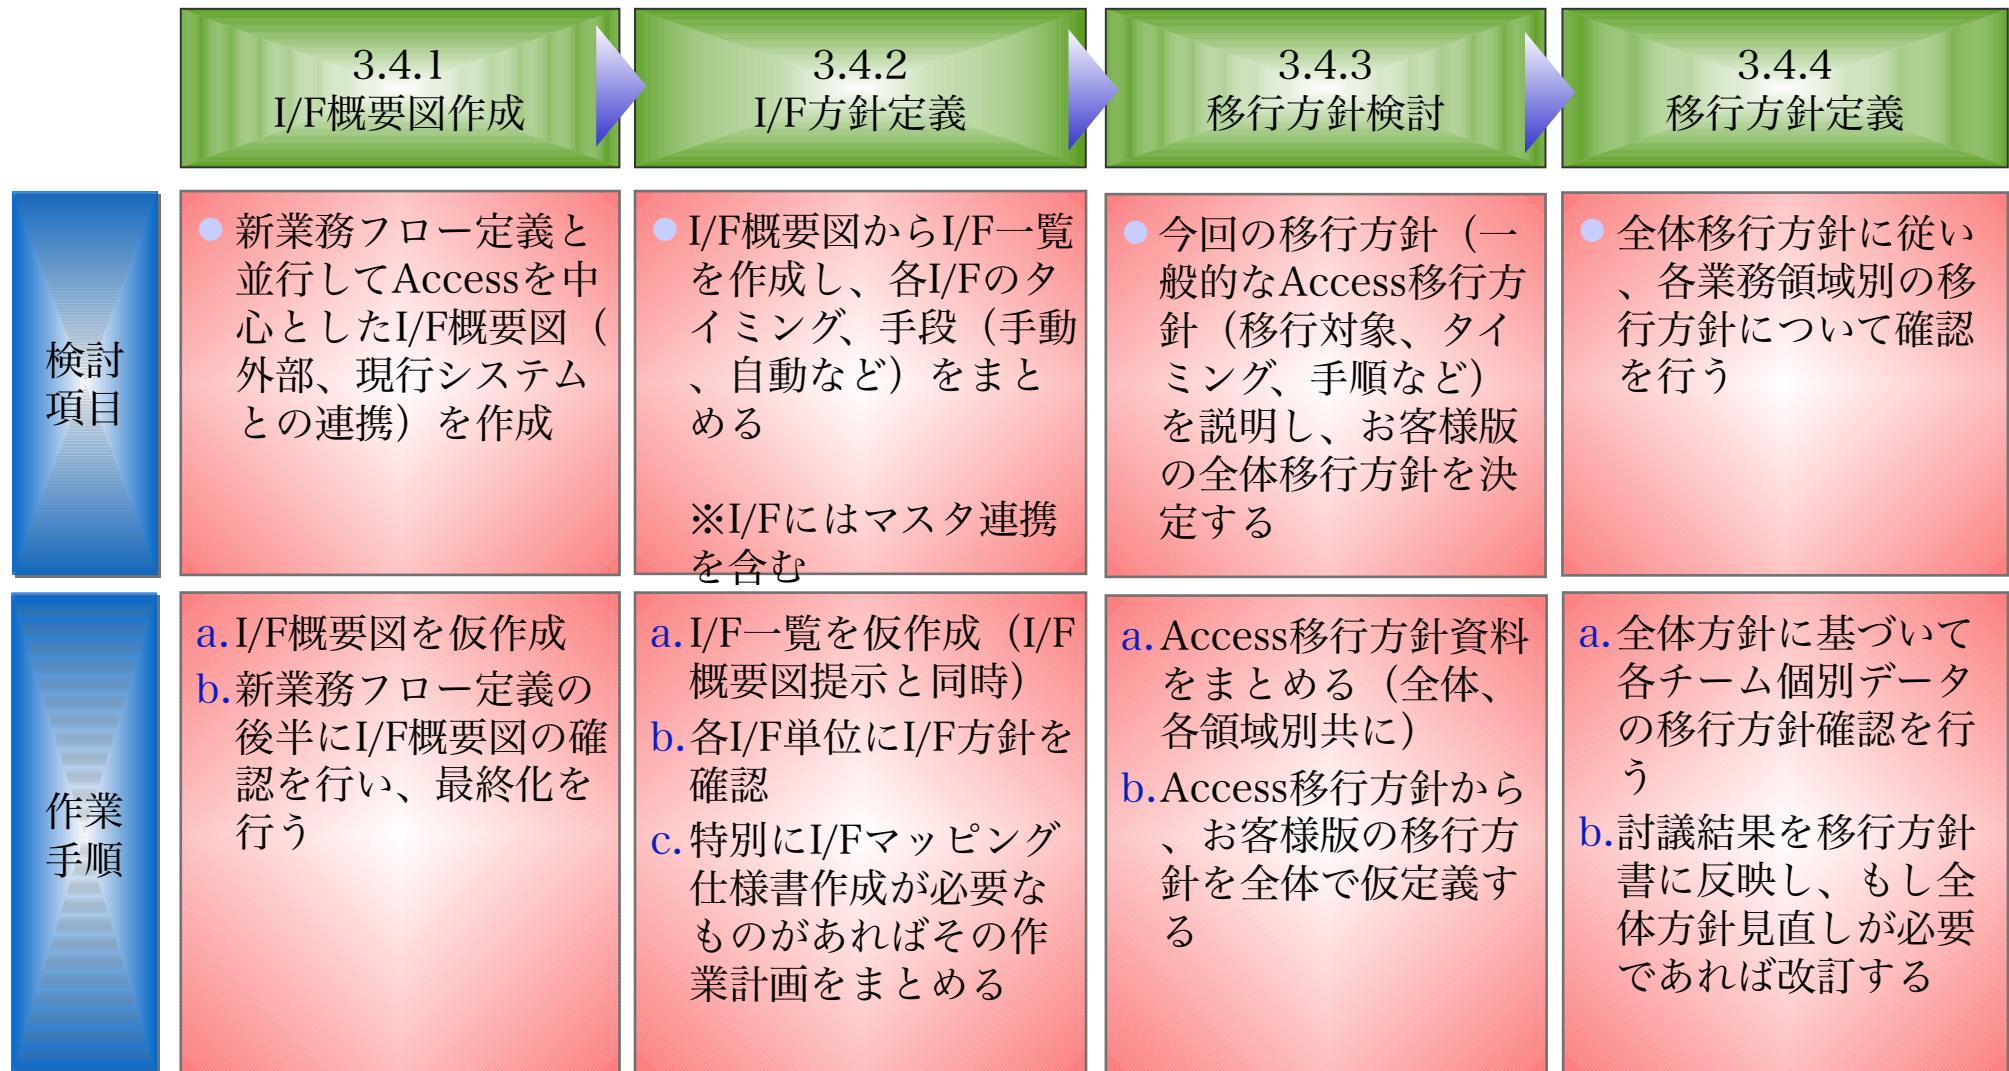 3.4.1
I/F概要図作成
3.4.2
I/F方針定義
3.4.3
移行方針検討
3.4.4
移行方針定義
検討
項目
新業務フロー定義と
並行してAccessを中
心としたI/F概要図（
外部、現行システム
との連携）を作成
I/F概要図からI/F一覧
を作成し、各I/Fのタ
イミング、手段（手動
、自動など）をまと
める
※I/Fにはマスタ連携
を含む
今回の移行方針（一
般的なAccess移行方
針（移行対象、タイ
ミング、手順など）
を説明し、お客様版
の全体移行方針を決
定する
全体移行方針に従い
、各業務領域別の移
行方針について確認
を行う
作業
手順
a.I/F概要図を仮作成
b.新業務フロー定義の
後半にI/F概要図の確
認を行い、最終化を
行う
a.I/F一覧を仮作成（I/F
概要図提示と同時）
b.各I/F単位にI/F方針を
確認
c.特別にI/Fマッピング
仕様書作成が必要な
ものがあればその作
業計画をまとめる
a.Access移行方針資料
をまとめる（全体、
各領域別共に）
b.Access移行方針から
、お客様版の移行方
針を全体で仮定義す
る
a.全体方針に基づいて
各チーム個別データ
の移行方針確認を行
う
b.討議結果を移行方針
書に反映し、もし全
体方針見直しが必要
であれば改訂する